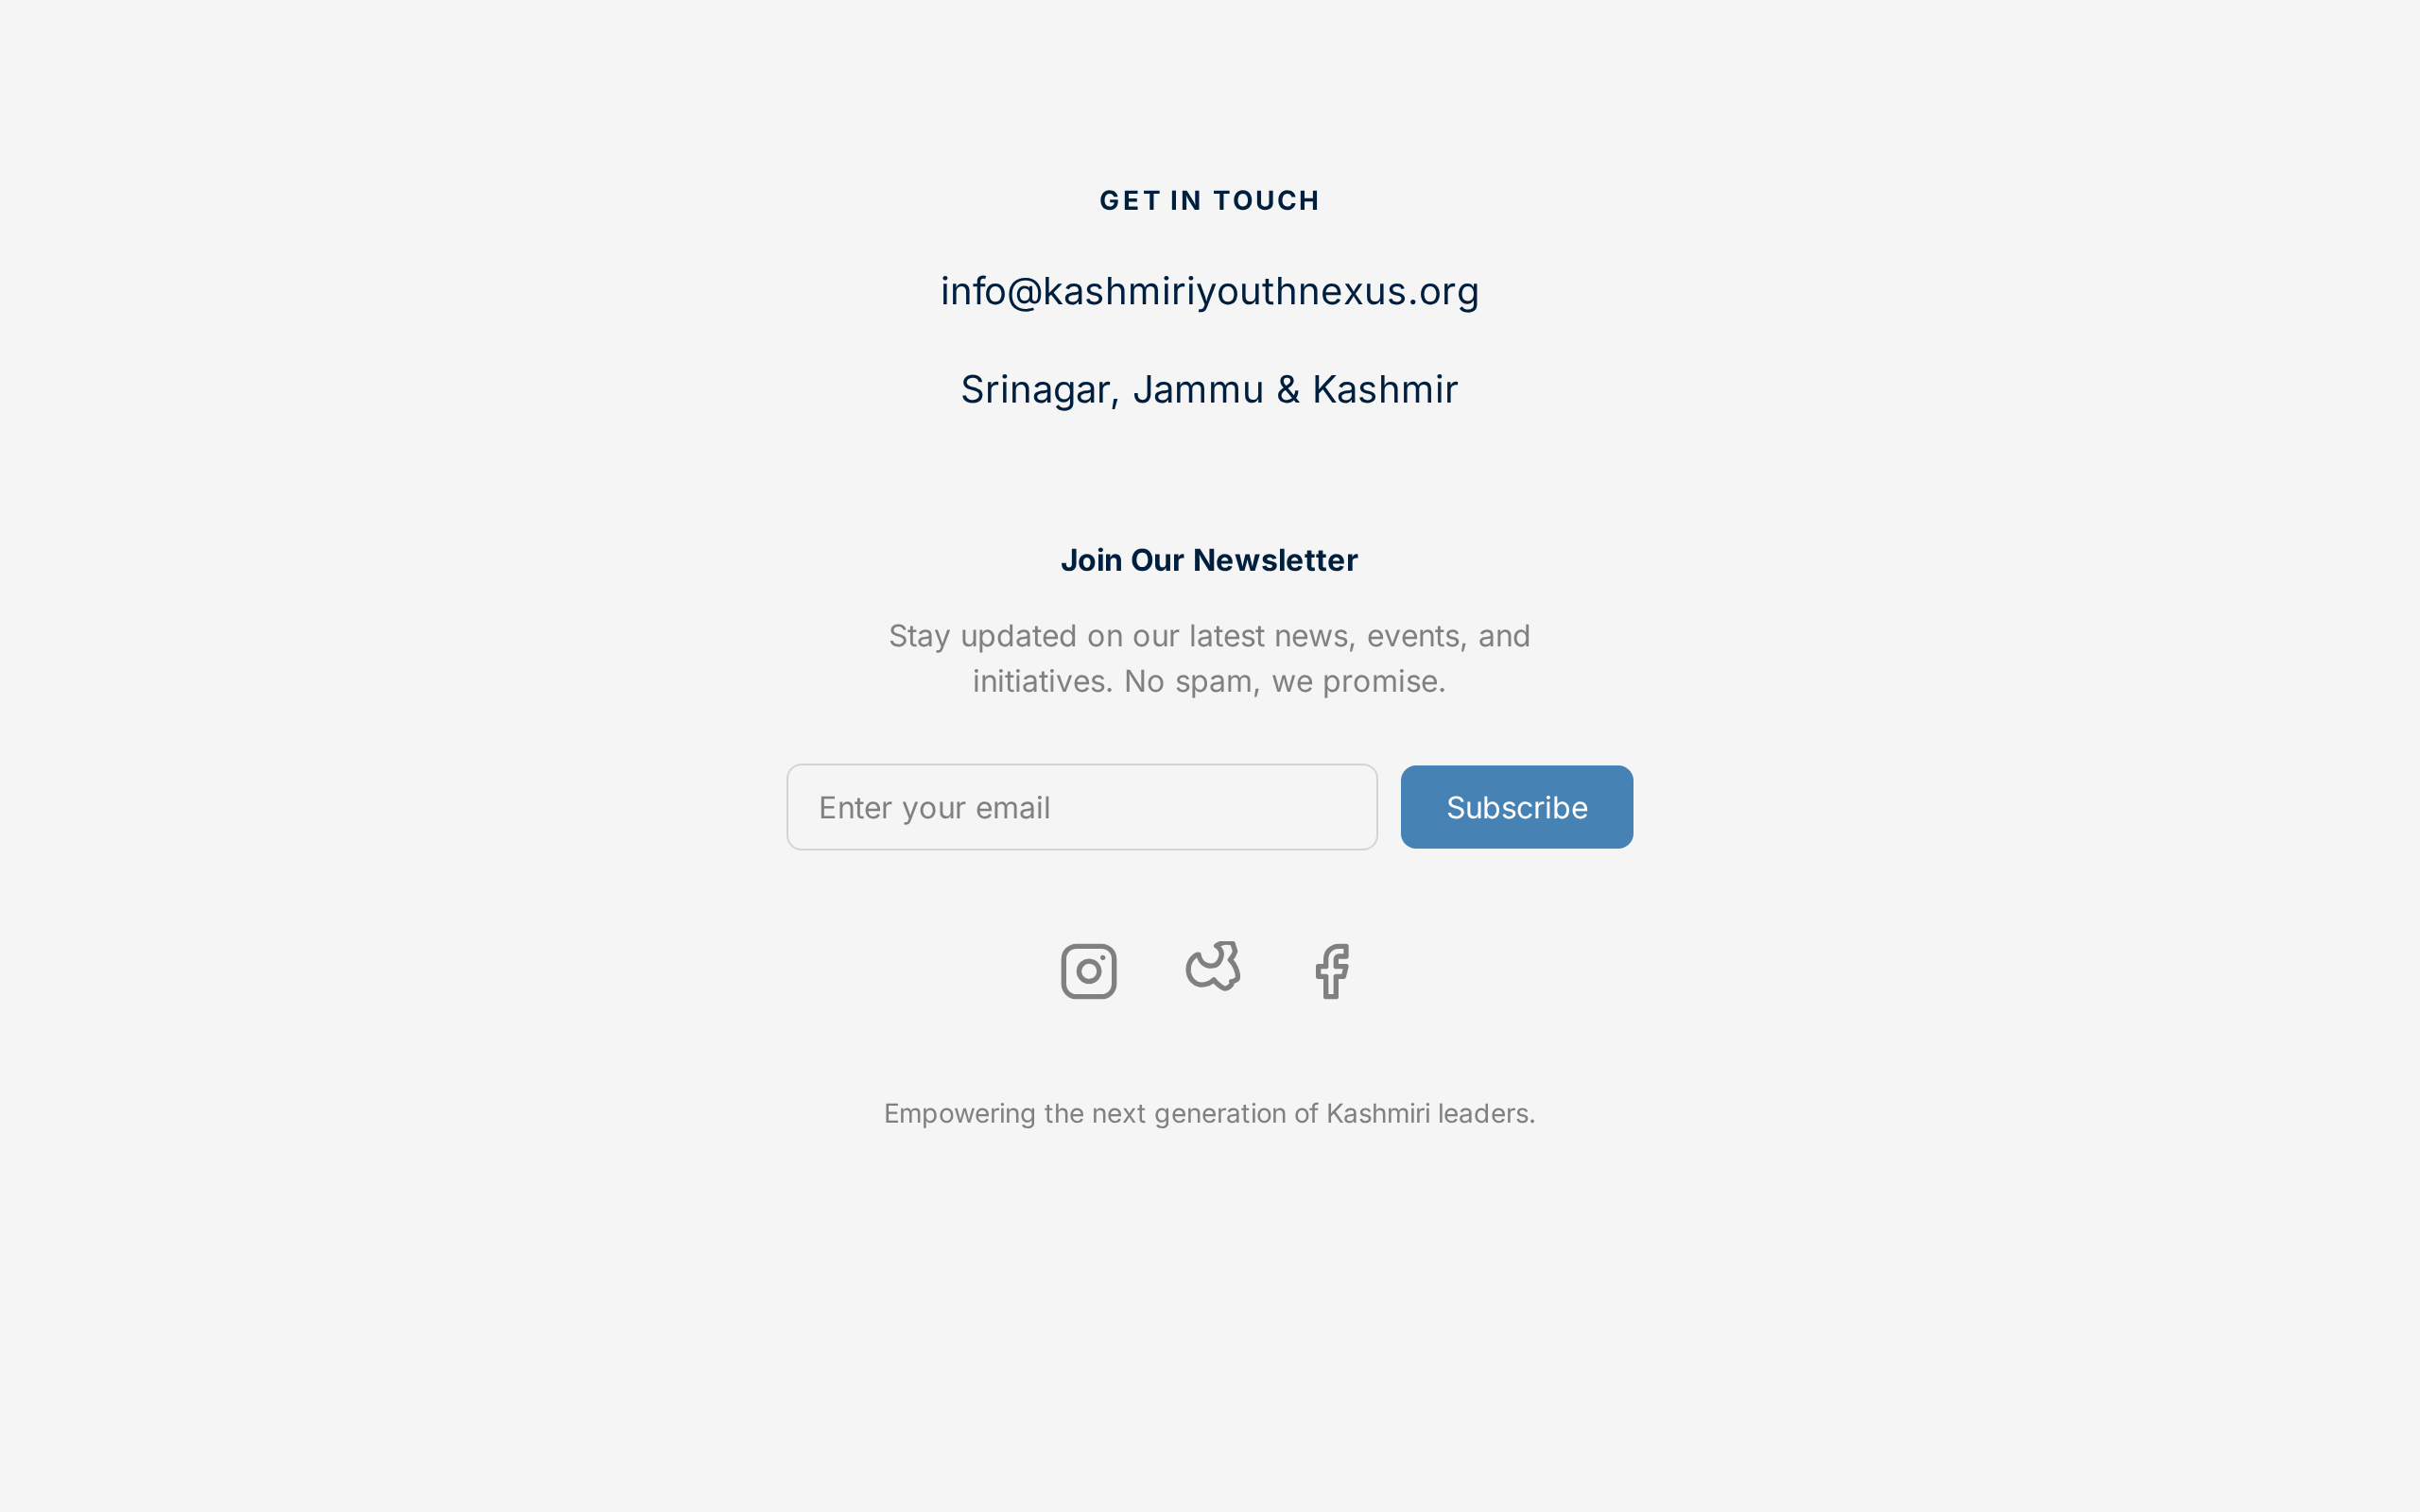 GET IN TOUCH
info@kashmiriyouthnexus.org
Srinagar, Jammu & Kashmir
Join Our Newsletter
Stay updated on our latest news, events, and
initiatives. No spam, we promise.
Enter your email
Subscribe
Empowering the next generation of Kashmiri leaders.